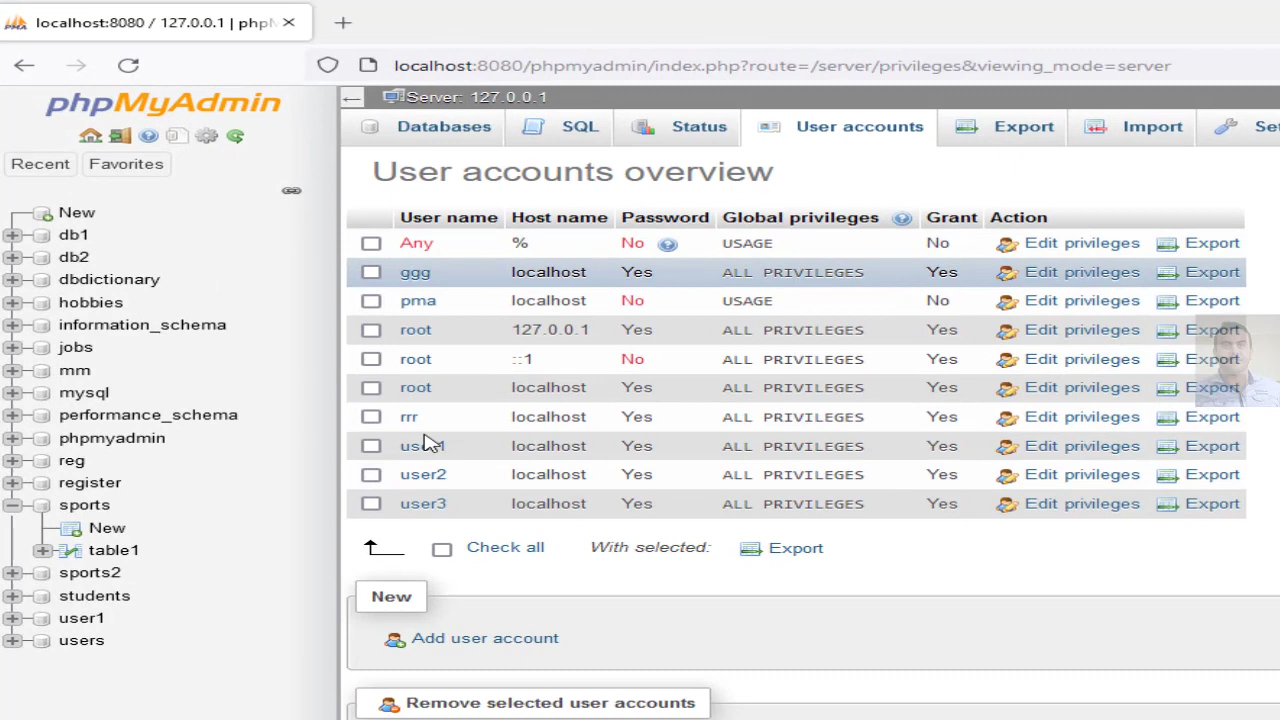 localhost:8080 / 127.0.0.1 | phpM
localhost:8080/phpmyadmin/index.php?route=/server/privileges&viewing_mode=server
phpMyAdmin
Recent Favorites
New
db1
db2
dbdictionary
hobbies
information_schema
jobs
mm
mysql
performance_schema
phpmyadmin
reg
register
sports
New
table1
sports2
students
user1
users
Server: 127.0.0.1
Databases SQL Status User accounts Export Import Se
User accounts overview
User name Host name Password Global privileges Grant Action
Any % No USAGE No Edit privileges Export
ggg localhost Yes ALL PRIVILEGES Yes Edit privileges Export
pma localhost No USAGE No Edit privileges Export
root 127.0.0.1 Yes ALL PRIVILEGES Yes Edit privileges Export
root ::1 No ALL PRIVILEGES Yes Edit privileges Export
root localhost Yes ALL PRIVILEGES Yes Edit privileges Export
rrr localhost Yes ALL PRIVILEGES Yes Edit privileges Export
user1 localhost Yes ALL PRIVILEGES Yes Edit privileges Export
user2 localhost Yes ALL PRIVILEGES Yes Edit privileges Export
user3 localhost Yes ALL PRIVILEGES Yes Edit privileges Export
Check all With selected: Export
New
Add user account
Remove selected user accounts